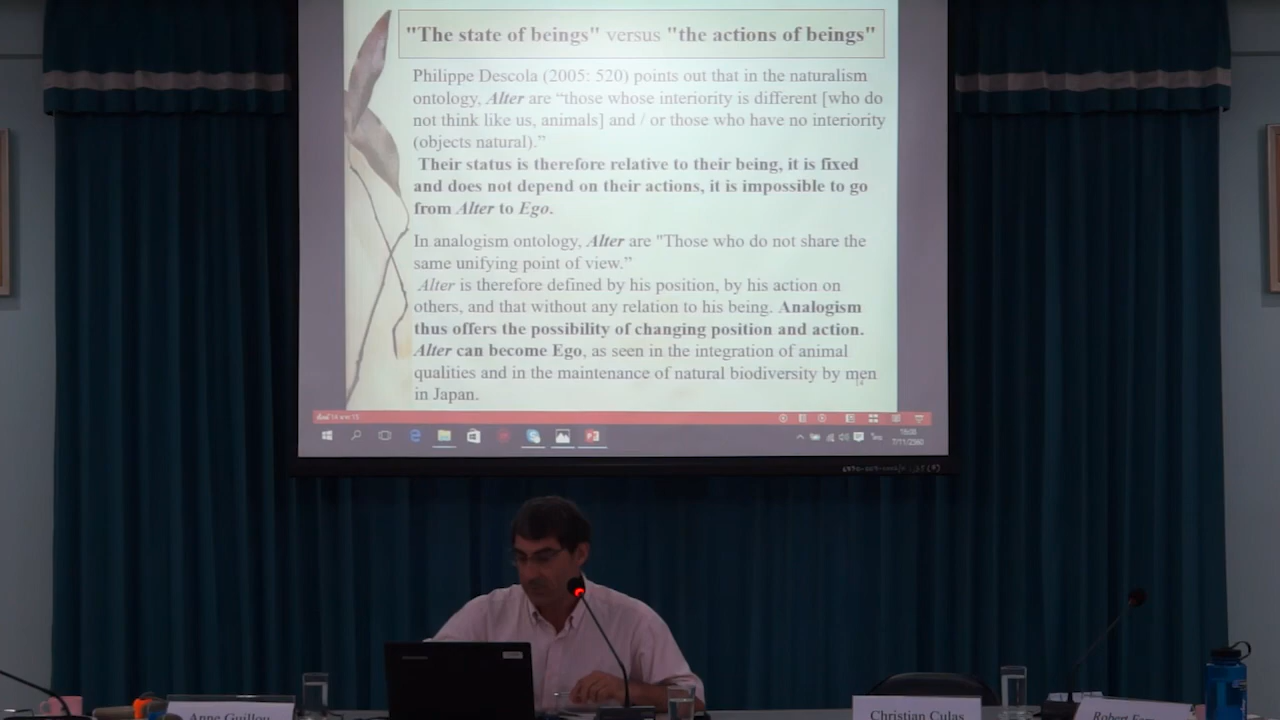 "The state of beings" versus "the actions of beings"
Philippe Descola (2005: 520) points out that in the naturalism
ontology, Alter are “those whose interiority is different [who do
not think like us, animals] and / or those who have no interiority
(objects natural).”
Their status is therefore relative to their being, it is fixed
and does not depend on their actions, it is impossible to go
from Alter to Ego.
In analogism ontology, Alter are "Those who do not share the
same unifying point of view.”
Alter is therefore defined by his position, by his action on
others, and that without any relation to his being. Analogism
thus offers the possibility of changing position and action.
Alter can become Ego, as seen in the integration of animal
qualities and in the maintenance of natural biodiversity by men
in Japan.
7/11/2560
Anne Guillou
Christian Culas
Robert